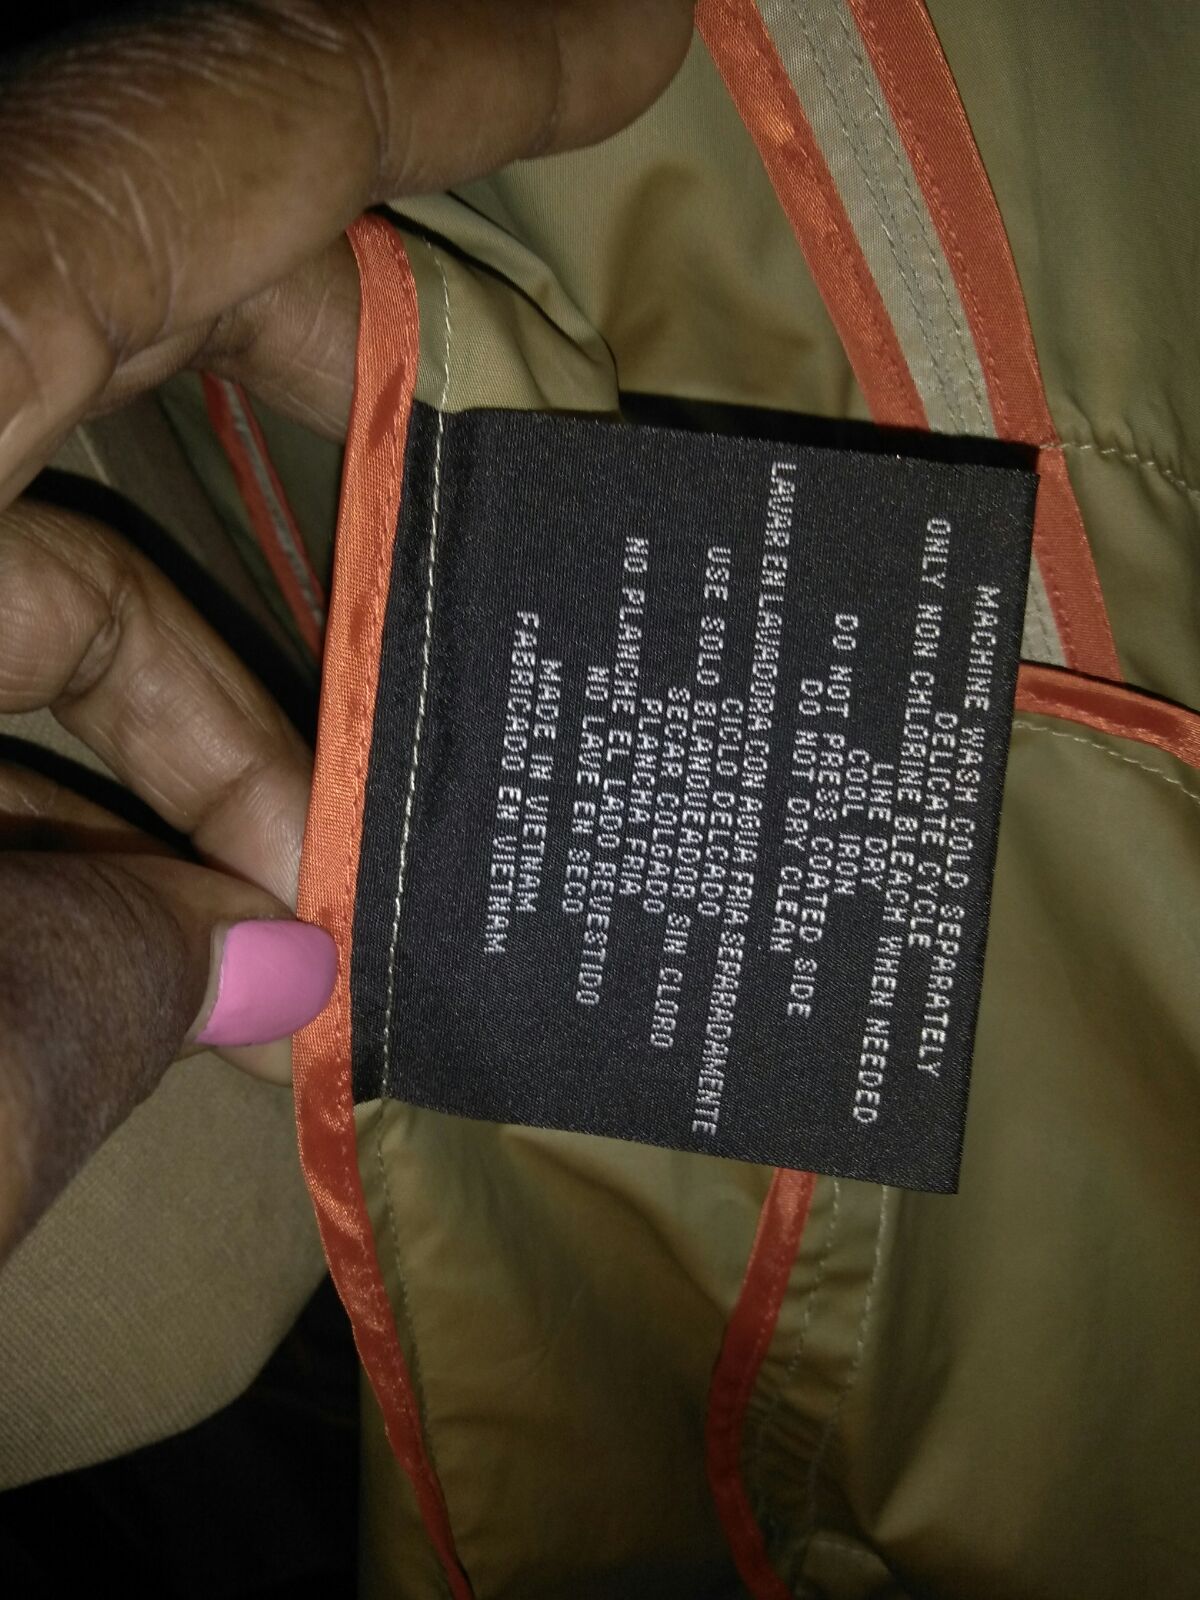 MACHINE WASH COLD SEPARATELY
DELICATE CYCLE
ONLY NON CHLORINE BLEACH WHEN NEEDED
LINE DRY
COOL IRON
DO NOT PRESS COATED SIDE
DO NOT DRY CLEAN
LAVAR EN LAVADORA CON AGUA FRIA SEPARADAMENTE
CICLO DELGADO
USE SOLO BLANQUEADOR SIN CLORO
SECAR COLGADO
PLANCHA FRIA
NO PLANCHE EL LADO REVESTIDO
NO LAVE EN SECO
MADE IN VIETNAM
FABRICADO EN VIETNAM